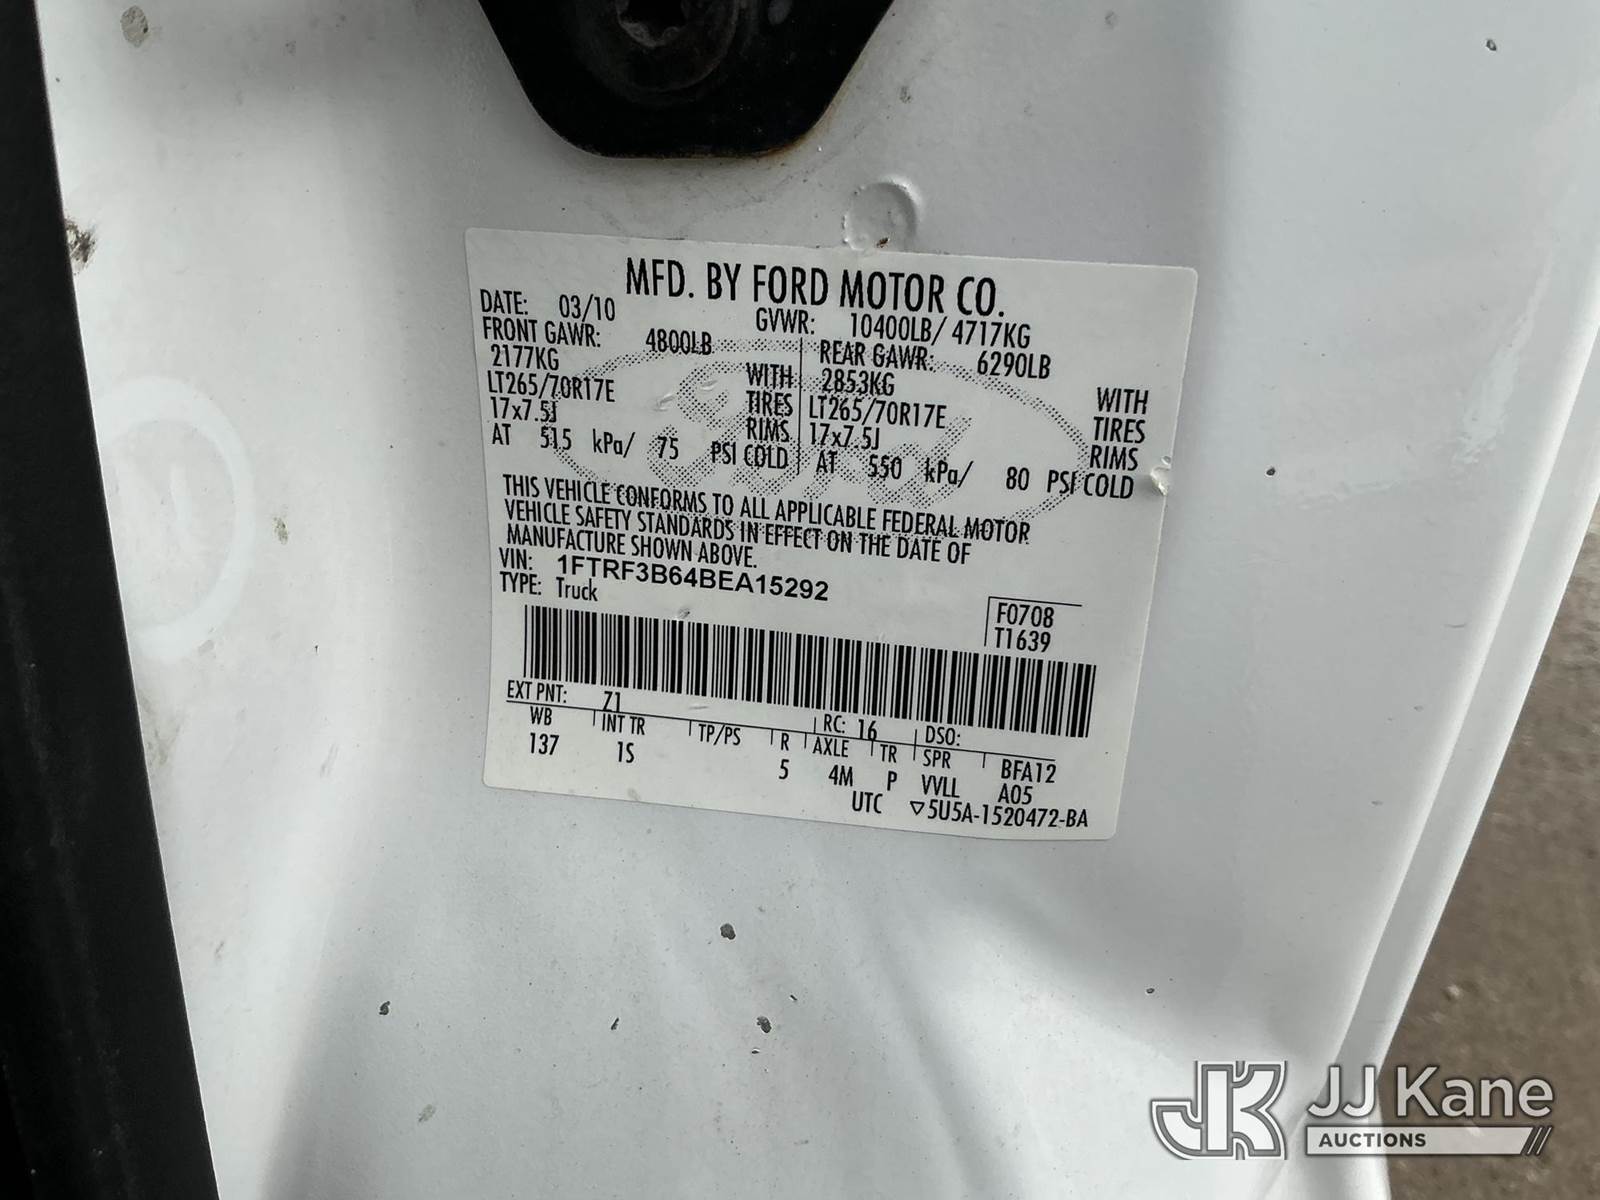 MFD. BY FORD MOTOR CO.
DATE: 03/10 GVWR: 10400LB/ 4717KG
FRONT GAWR: 4800LB REAR GAWR: 6290LB
2177KG WITH 2853KG WITH
LT265/70R17E TIRES LT265/70R17E TIRES
17x7.5J RIMS 17x7.5J RIMS
AT 515 kPa/ 75 PSI COLD AT 550 kPa/ 80 PSI COLD
THIS VEHICLE CONFORMS TO ALL APPLICABLE FEDERAL MOTOR
VEHICLE SAFETY STANDARDS IN EFFECT ON THE DATE OF
MANUFACTURE SHOWN ABOVE.
VIN: 1FTRF3B64BEA15292
TYPE: Truck
F0708
T1639
EXT PNT: Z1 RC: 16 DSO:
WB INT TR TP/PS R AXLE TR SPR BFA12
137 1S 5 4M P VVLL A05
UTC ▽5U5A-1520472-BA
JK JJ Kane
AUCTIONS